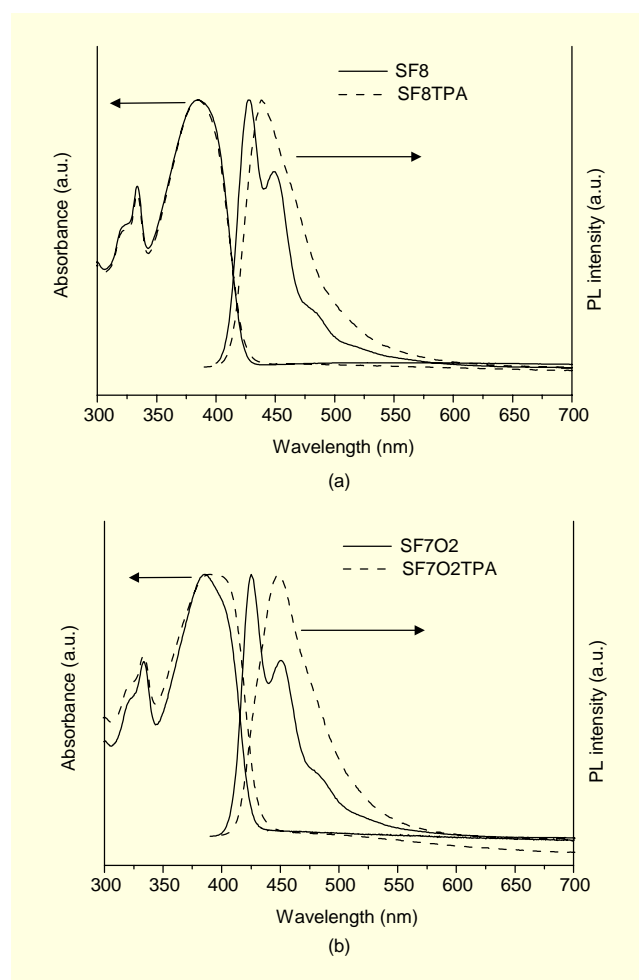 SF8
SF8TPA
Absorbance (a.u.)
PL intensity (a.u.)
300 350 400 450 500 550 600 650 700
Wavelength (nm)
(a)
SF7O2
SF7O2TPA
Absorbance (a.u.)
PL intensity (a.u.)
300 350 400 450 500 550 600 650 700
Wavelength (nm)
(b)